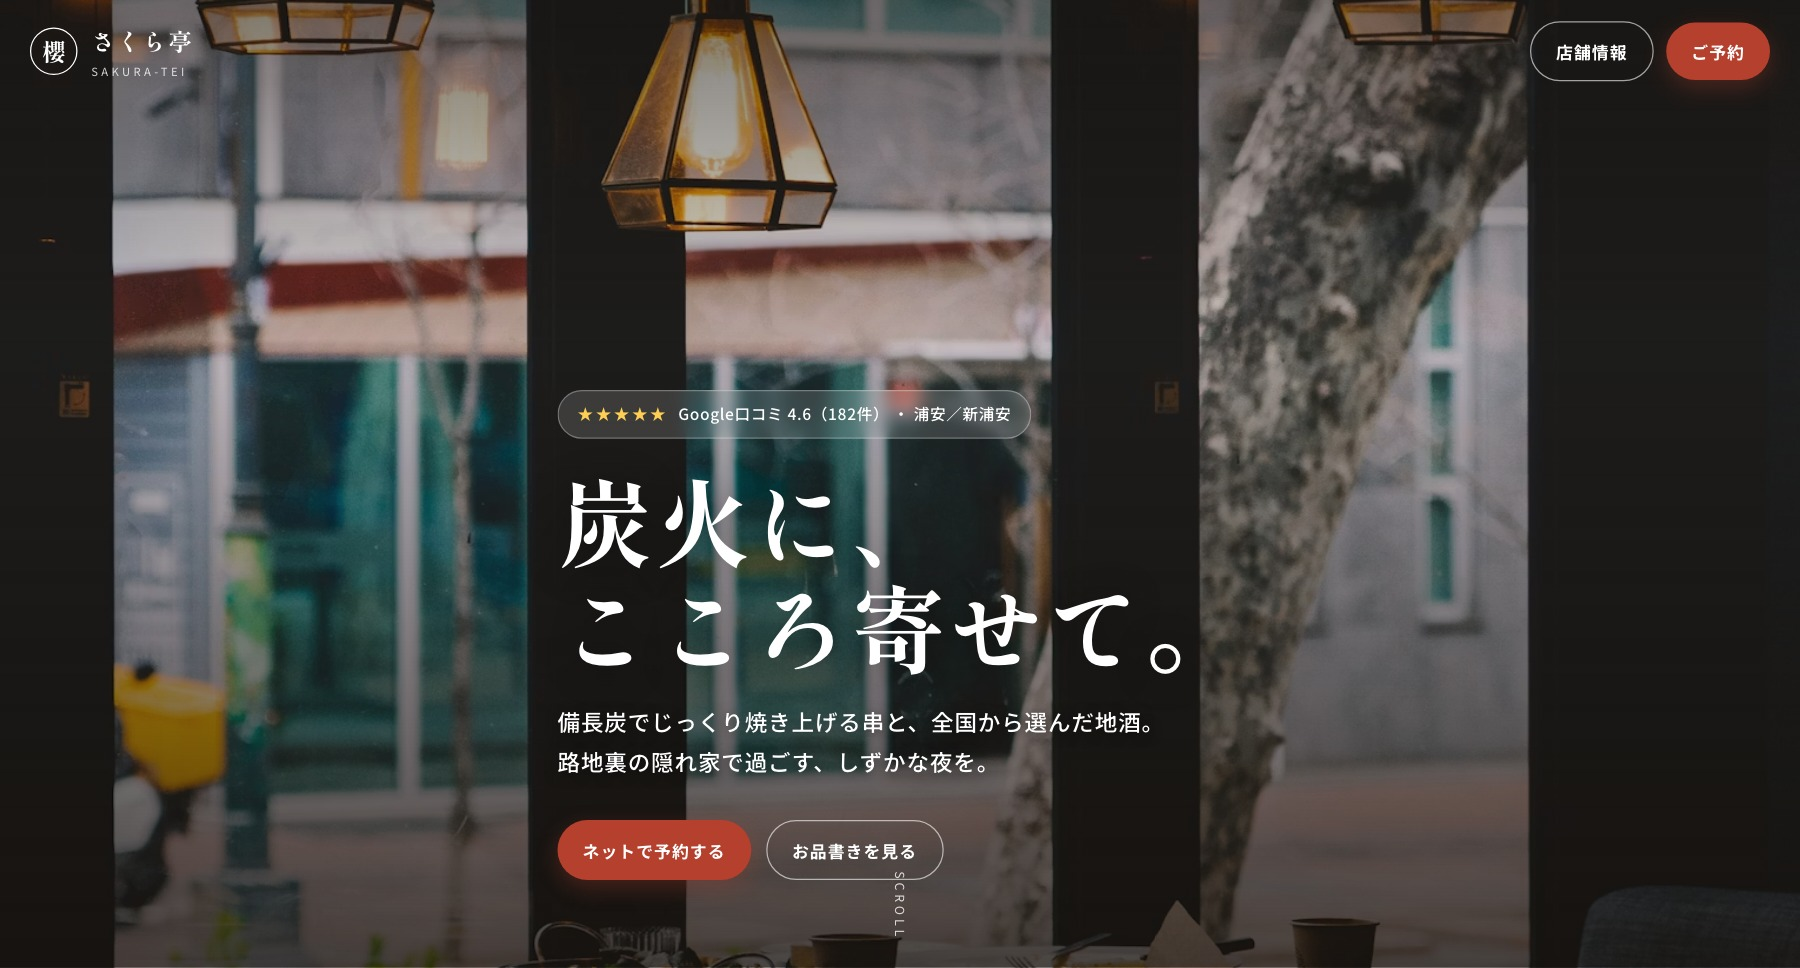 櫻 さくら亭
SAKURA-TEI
店舗情報
ご予約
★★★★★ Google口コミ 4.6（182件） ・ 浦安／新浦安
炭火に、
こころ寄せて。
備長炭でじっくり焼き上げる串と、全国から選んだ地酒。
路地裏の隠れ家で過ごす、しずかな夜を。
ネットで予約する
お品書きを見る
SCROLL